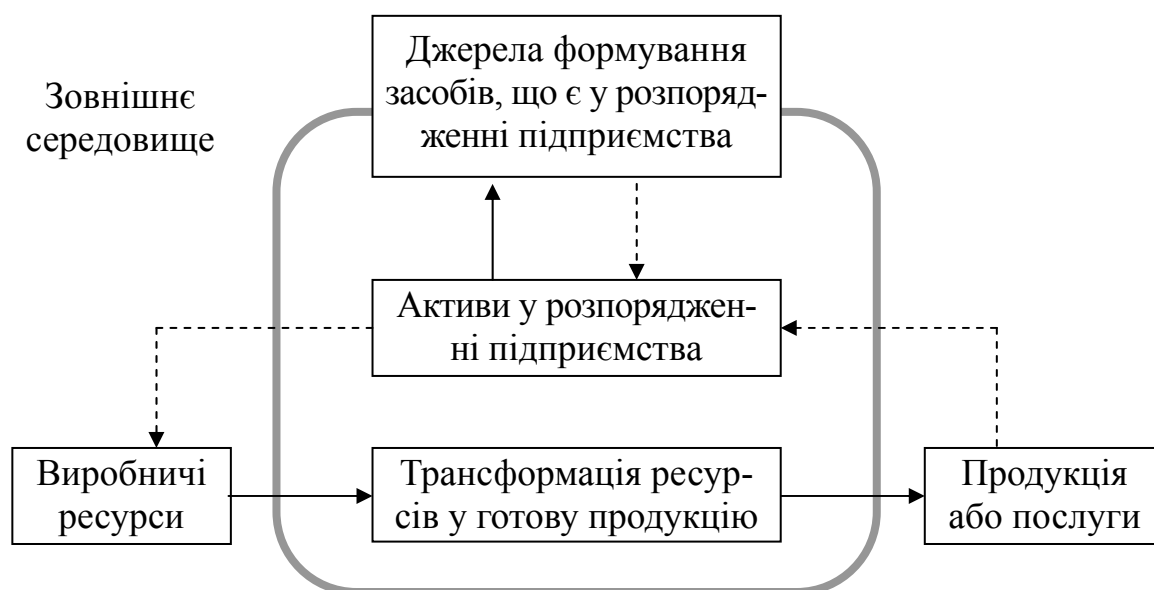 Джерела формування
засобів, що є у розпоряд-
женні підприємства
Зовнішнє
середовище
Активи у розпоряджен-
ні підприємства
Виробничі
ресурси
Трансформація ресур-
сів у готову продукцію
Продукція
або послуги